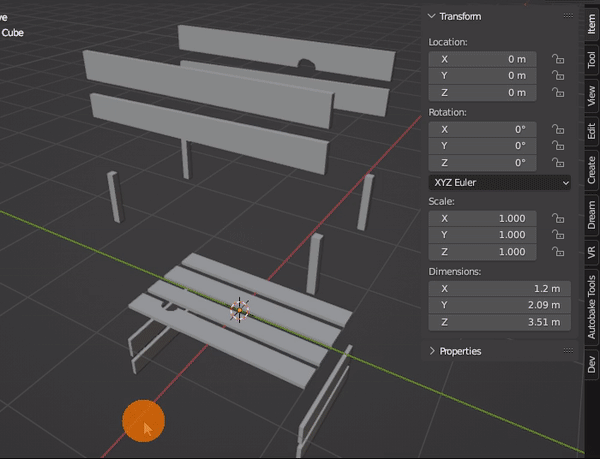 ve
Cube
Transform
Location:
X 0 m
Y 0 m
Z 0 m
Rotation:
X 0°
Y 0°
Z 0°
XYZ Euler
Scale:
X 1.000
Y 1.000
Z 1.000
Dimensions:
X 1.2 m
Y 2.09 m
Z 3.51 m
Properties
Item
Tool
View
Edit
Create
Dream
VR
Autobake Tools
Dev